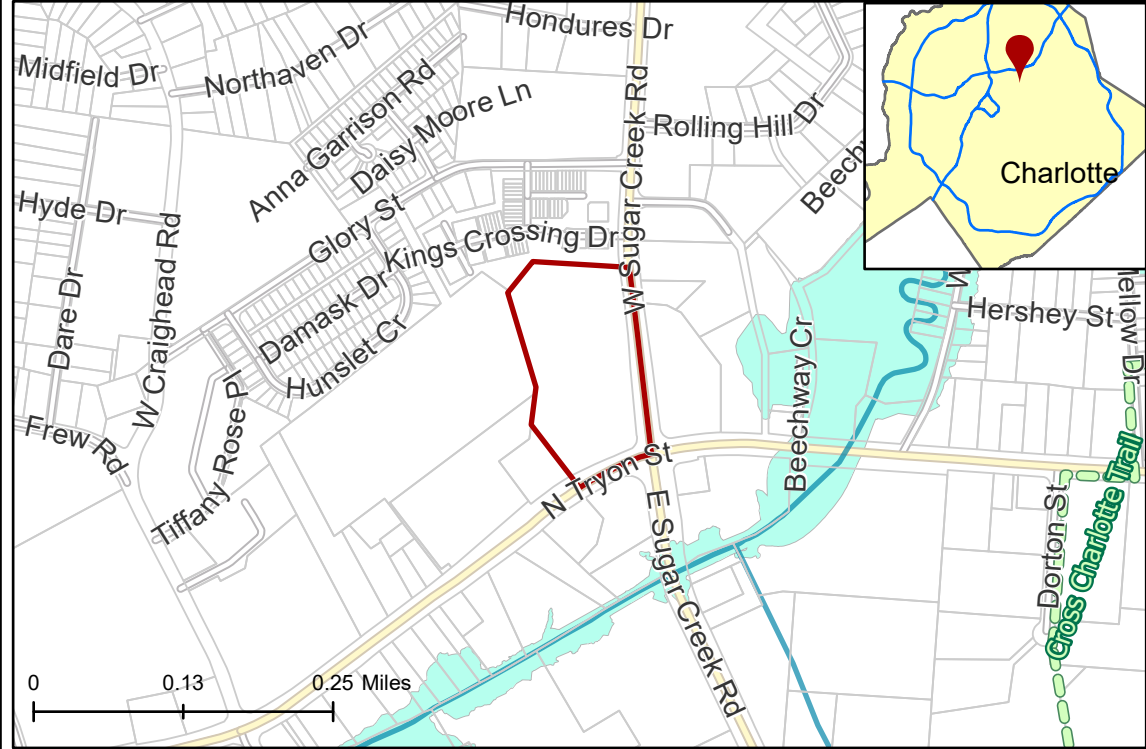 Hondures Dr
Midfield Dr
Northaven Dr
Anna Garrison Rd
Daisy Moore Ln
W Sugar Creek Rd
Rolling Hill Dr
Beechw
Charlotte
Hyde Dr
W Craighead Rd
Glory St
Kings Crossing Dr
Dare Dr
Damask Dr
Hunslet Cr
Beechway Cr
M
Hershey St
Mellow Dr
Frew Rd
Tiffany Rose Pl
N Tryon St
E Sugar Creek Rd
Dorton St
Cross Charlotte Trail
0 0.13 0.25 Miles